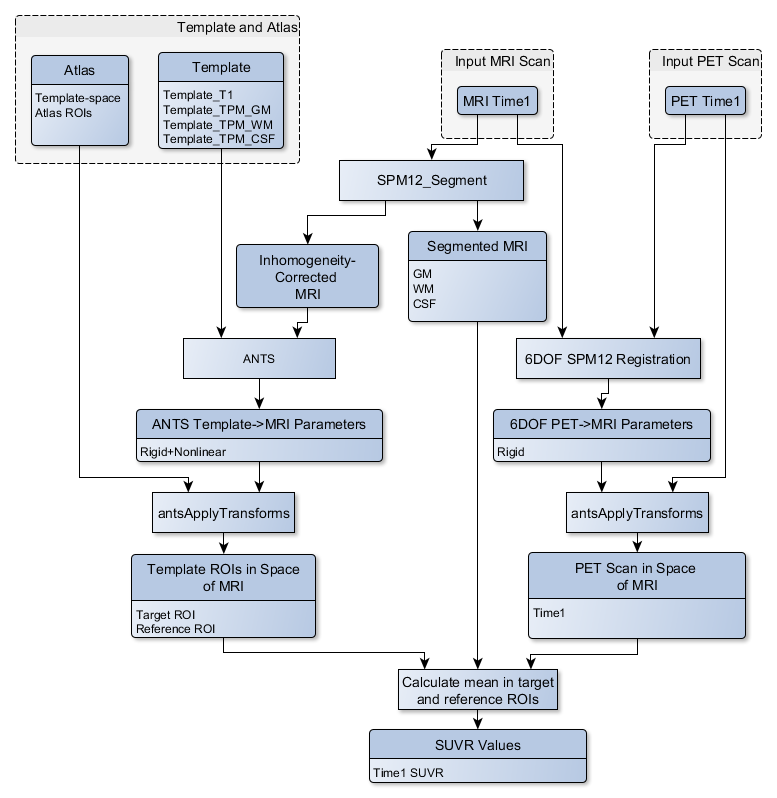 Template and Atlas
Atlas
Template-space
Atlas ROIs
Template
Template_T1
Template_TPM_GM
Template_TPM_WM
Template_TPM_CSF
Input MRI Scan
MRI Time1
Input PET Scan
PET Time1
SPM12_Segment
Inhomogeneity-
Corrected
MRI
Segmented MRI
GM
WM
CSF
ANTS
6DOF SPM12 Registration
ANTS Template->MRI Parameters
Rigid+Nonlinear
6DOF PET->MRI Parameters
Rigid
antsApplyTransforms
antsApplyTransforms
Template ROIs in Space
of MRI
Target ROI
Reference ROI
PET Scan in Space
of MRI
Time1
Calculate mean in target
and reference ROIs
SUVR Values
Time1 SUVR